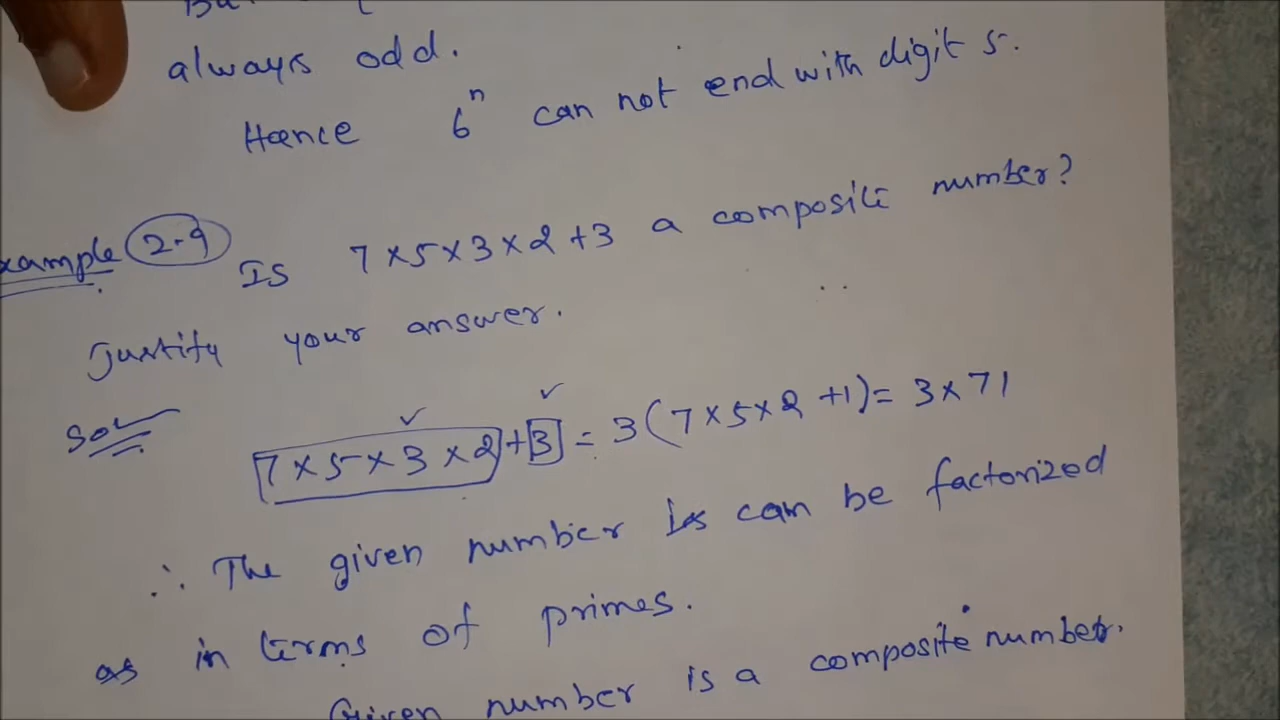 always odd.
Hence 6ⁿ can not end with digit 5.
Example 2.9 Is 7×5×3×2+3 a composite number?
Justify your answer.
Sol 7×5×3×2+3 = 3(7×5×2+1)= 3×71
∴ The given number is can be factorized
as in terms of primes.
Given number is a composite number.